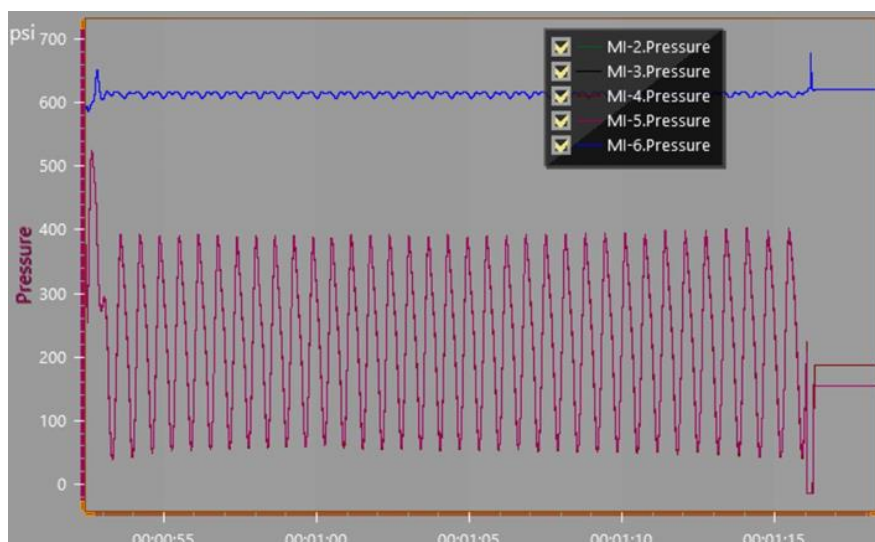 psi
700
600
500
400
300
200
100
0
Pressure
MI-2.Pressure
MI-3.Pressure
MI-4.Pressure
MI-5.Pressure
MI-6.Pressure
00:00:55
00:01:00
00:01:05
00:01:10
00:01:15